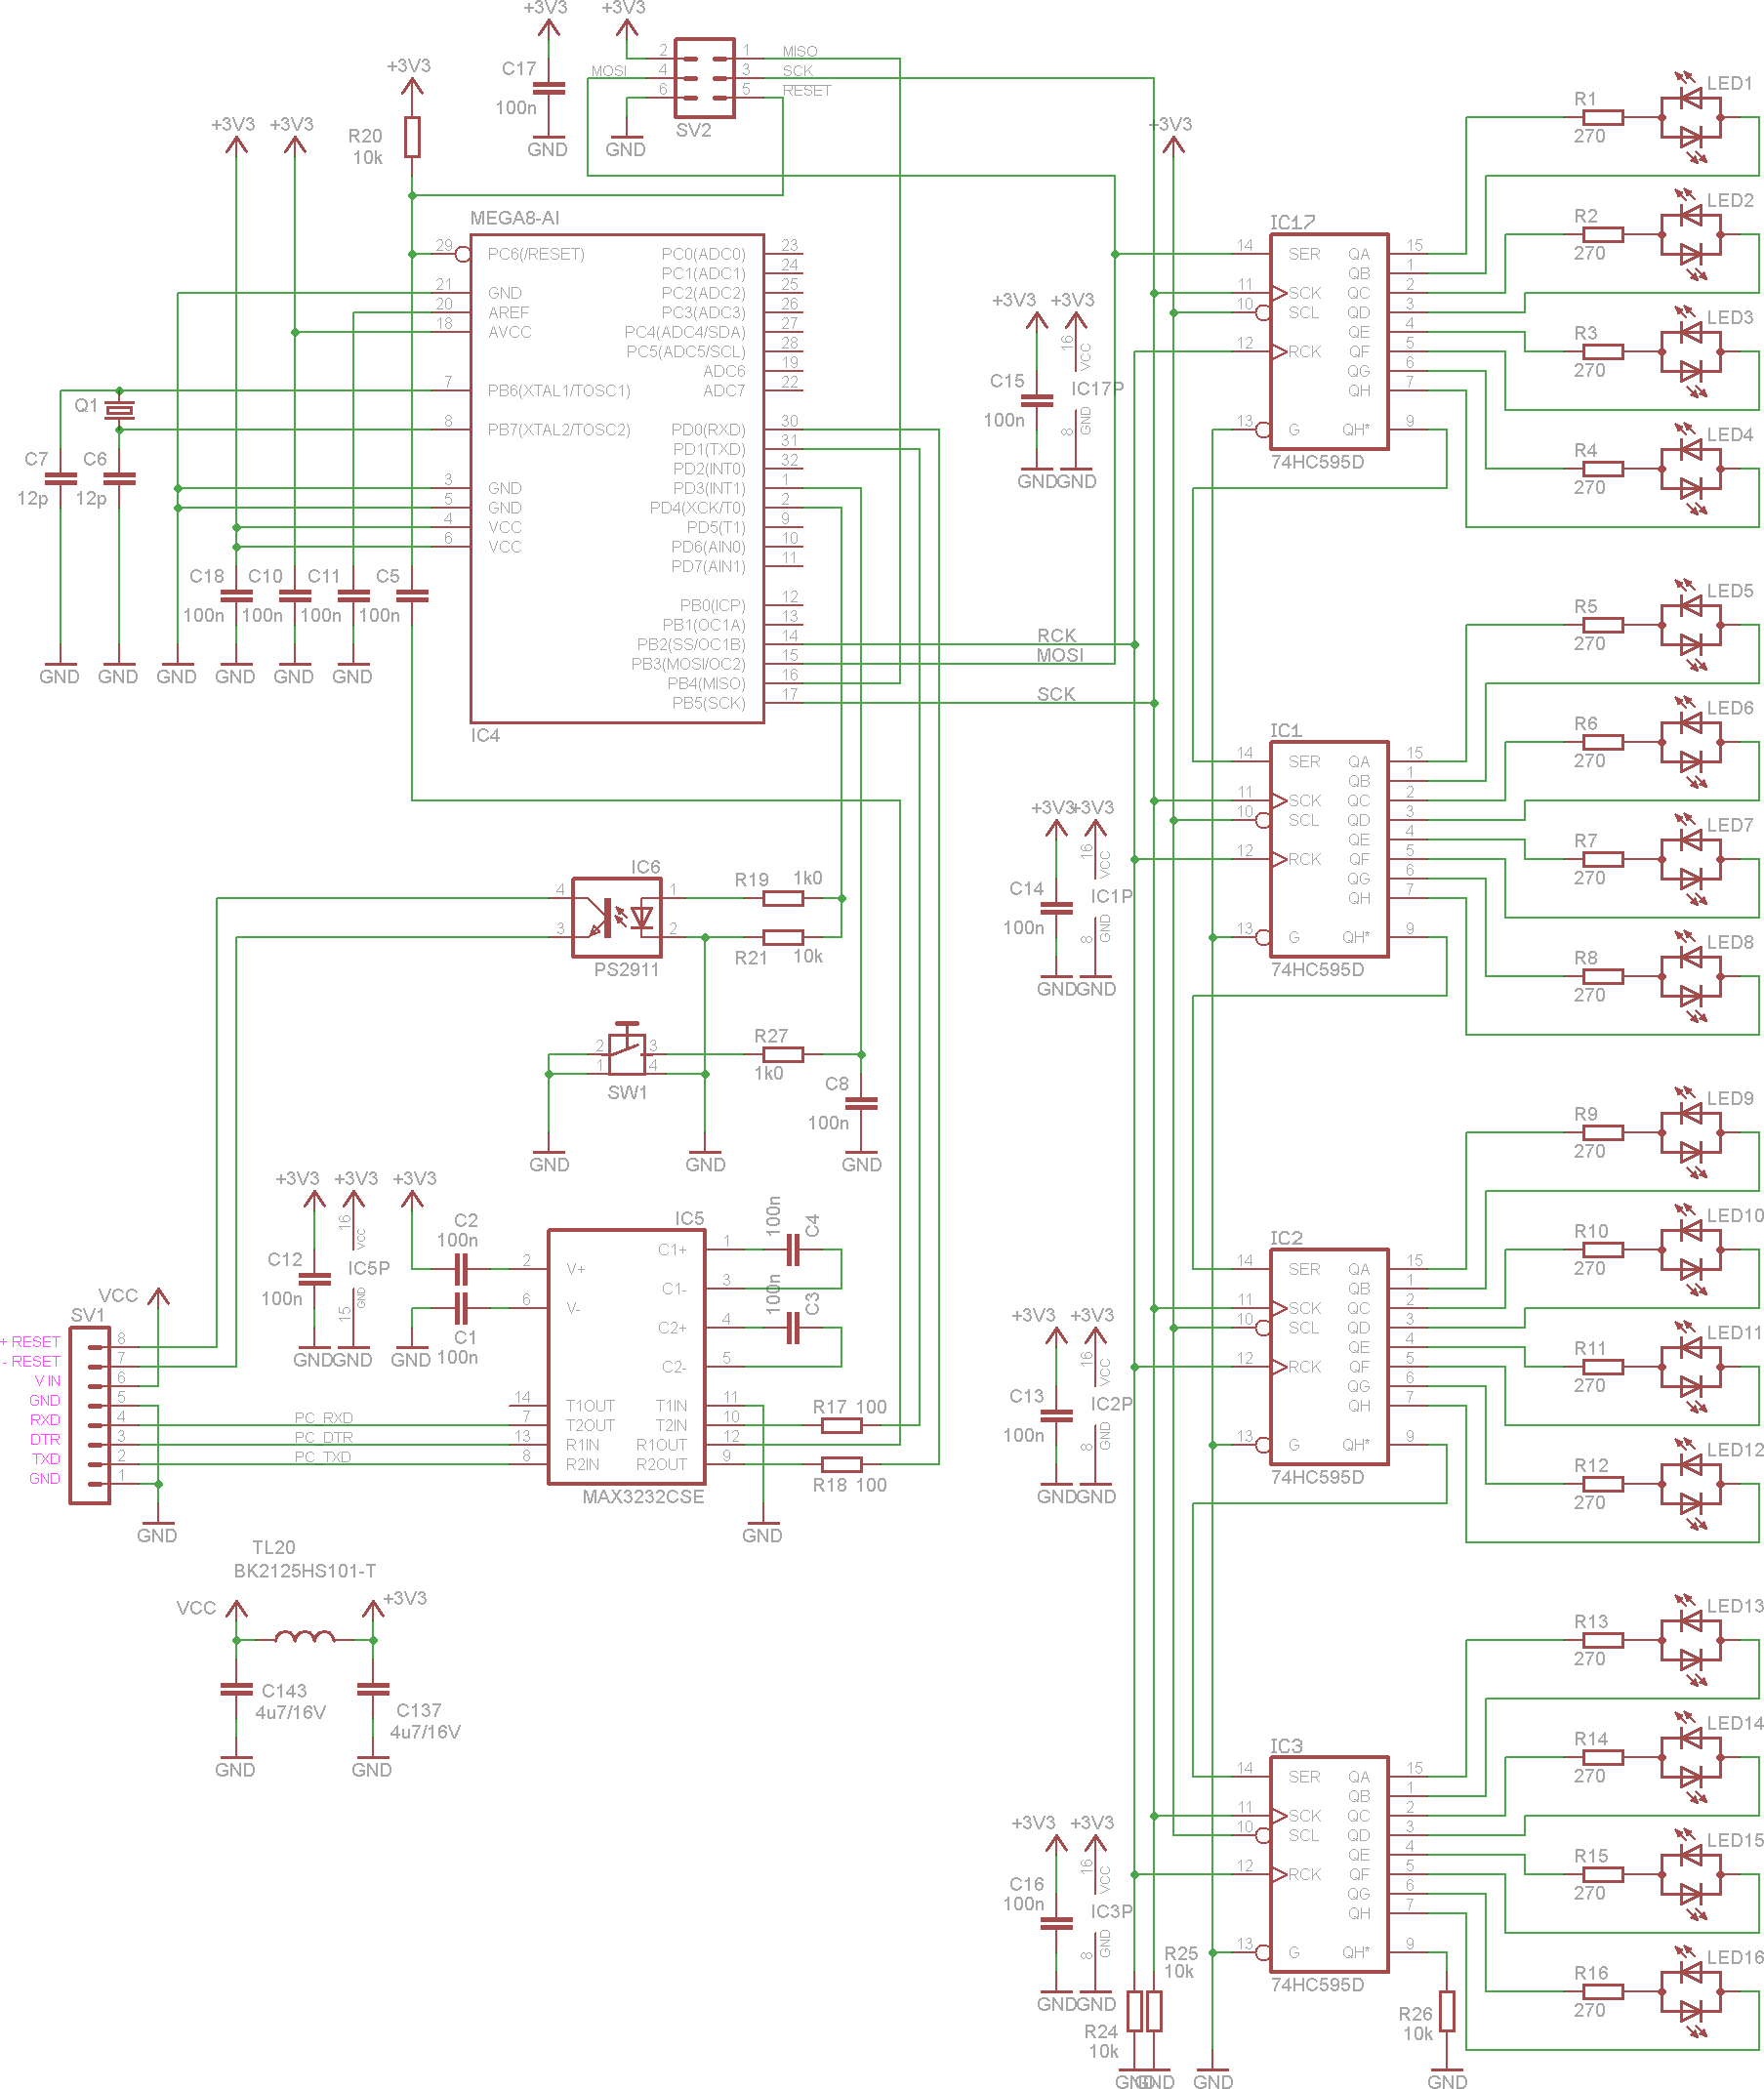 +3V3 +3V3
C17
100n
GND GND
2 1 MISO
MOSI 4 3 SCK
6 5 RESET
SV2
+3V3
R20
10k
+3V3 +3V3
MEGA8-AI
29 PC6(/RESET)
21 GND
20 AREF
18 AVCC
7 PB6(XTAL1/TOSC1)
8 PB7(XTAL2/TOSC2)
3 GND
5 GND
4 VCC
6 VCC
PC0(ADC0) 23
PC1(ADC1) 24
PC2(ADC2) 25
PC3(ADC3) 26
PC4(ADC4/SDA) 27
PC5(ADC5/SCL) 28
ADC6 19
ADC7 22
PD0(RXD) 30
PD1(TXD) 31
PD2(INT0) 32
PD3(INT1) 1
PD4(XCK/T0) 2
PD5(T1) 9
PD6(AIN0) 10
PD7(AIN1) 11
PB0(ICP) 12
PB1(OC1A) 13
PB2(SS/OC1B) 14
PB3(MOSI/OC2) 15
PB4(MISO) 16
PB5(SCK) 17
IC4
RCK
MOSI
SCK
Q1
C7 C6
12p 12p
C18 C10 C11 C5
100n 100n 100n 100n
GND GND GND GND GND GND
IC6
4 1
3 2
PS2911
R19 1k0
R21 10k
2 3
1 4
SW1
R27
1k0
C8
100n
GND GND GND
+3V3 +3V3 +3V3
C12
100n
16 VCC
IC5P
15 GND
GND GND GND
C2
100n
C1
100n
IC5
2 V+
6 V-
14 T1OUT
7 T2OUT
13 R1IN
8 R2IN
C1+ 1
C1- 3
C2+ 4
C2- 5
T1IN 11
T2IN 10
R1OUT 12
R2OUT 9
MAX3232CSE
100n C4
100n C3
R17 100
R18 100
GND
VCC
SV1
+ RESET 8
- RESET 7
V IN 6
GND 5
RXD 4 PC_RXD
DTR 3 PC_DTR
TXD 2 PC_TXD
GND 1
GND
TL20
BK2125HS101-T
VCC +3V3
C143
4u7/16V
C137
4u7/16V
GND GND
+3V3
+3V3 +3V3
C15
100n
16 VCC
IC17P
8 GND
GND GND
IC17
14 SER QA 15
QB 1
11 SCK QC 2
10 SCL QD 3
QE 4
12 RCK QF 5
QG 6
QH 7
13 G QH* 9
74HC595D
R1
270
LED1
R2
270
LED2
R3
270
LED3
R4
270
LED4
+3V3 +3V3
C14
100n
16 VCC
IC1P
8 GND
GND GND
IC1
14 SER QA 15
QB 1
11 SCK QC 2
10 SCL QD 3
QE 4
12 RCK QF 5
QG 6
QH 7
13 G QH* 9
74HC595D
R5
270
LED5
R6
270
LED6
R7
270
LED7
R8
270
LED8
+3V3 +3V3
C13
100n
16 VCC
IC2P
8 GND
GND GND
IC2
14 SER QA 15
QB 1
11 SCK QC 2
10 SCL QD 3
QE 4
12 RCK QF 5
QG 6
QH 7
13 G QH* 9
74HC595D
R9
270
LED9
R10
270
LED10
R11
270
LED11
R12
270
LED12
+3V3 +3V3
C16
100n
16 VCC
IC3P
8 GND
GND GND
IC3
14 SER QA 15
QB 1
11 SCK QC 2
10 SCL QD 3
QE 4
12 RCK QF 5
QG 6
QH 7
13 G QH* 9
74HC595D
R13
270
LED13
R14
270
LED14
R15
270
LED15
R16
270
LED16
R25
10k
R24
10k
R26
10k
GND GND GND GND